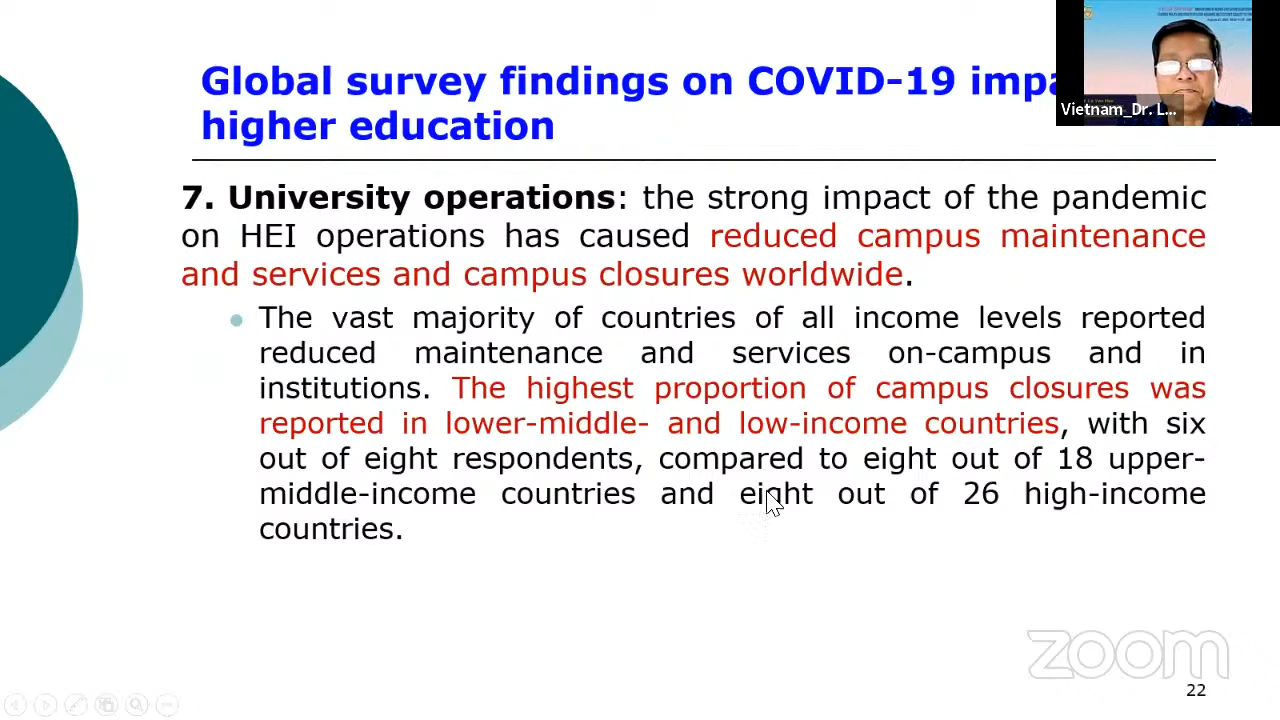 Global survey findings on COVID-19
higher education
Vietnam_Dr. L...
7. University operations: the strong impact of the pandemic
on HEI operations has caused reduced campus maintenance
and services and campus closures worldwide.
The vast majority of countries of all income levels reported
reduced maintenance and services on-campus and in
institutions. The highest proportion of campus closures was
reported in lower-middle- and low-income countries, with six
out of eight respondents, compared to eight out of 18 upper-
middle-income countries and eight out of 26 high-income
countries.
zoom
22